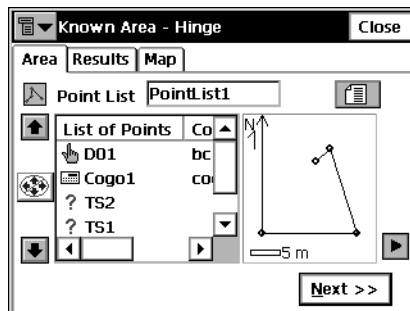 Known Area - Hinge Close
Area Results Map
Point List PointList1
List of Points Co
D01 bc
Cogo1 co
? TS2
? TS1
N
5 m
Next >>